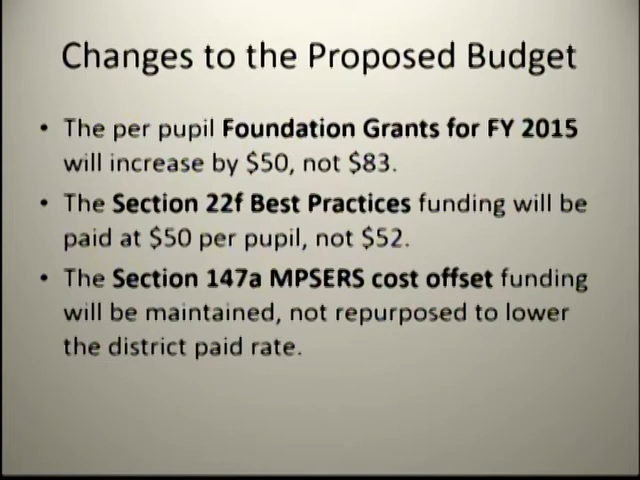 Changes to the Proposed Budget
• The per pupil Foundation Grants for FY 2015
will increase by $50, not $83.
• The Section 22f Best Practices funding will be
paid at $50 per pupil, not $52.
• The Section 147a MPSERS cost offset funding
will be maintained, not repurposed to lower
the district paid rate.